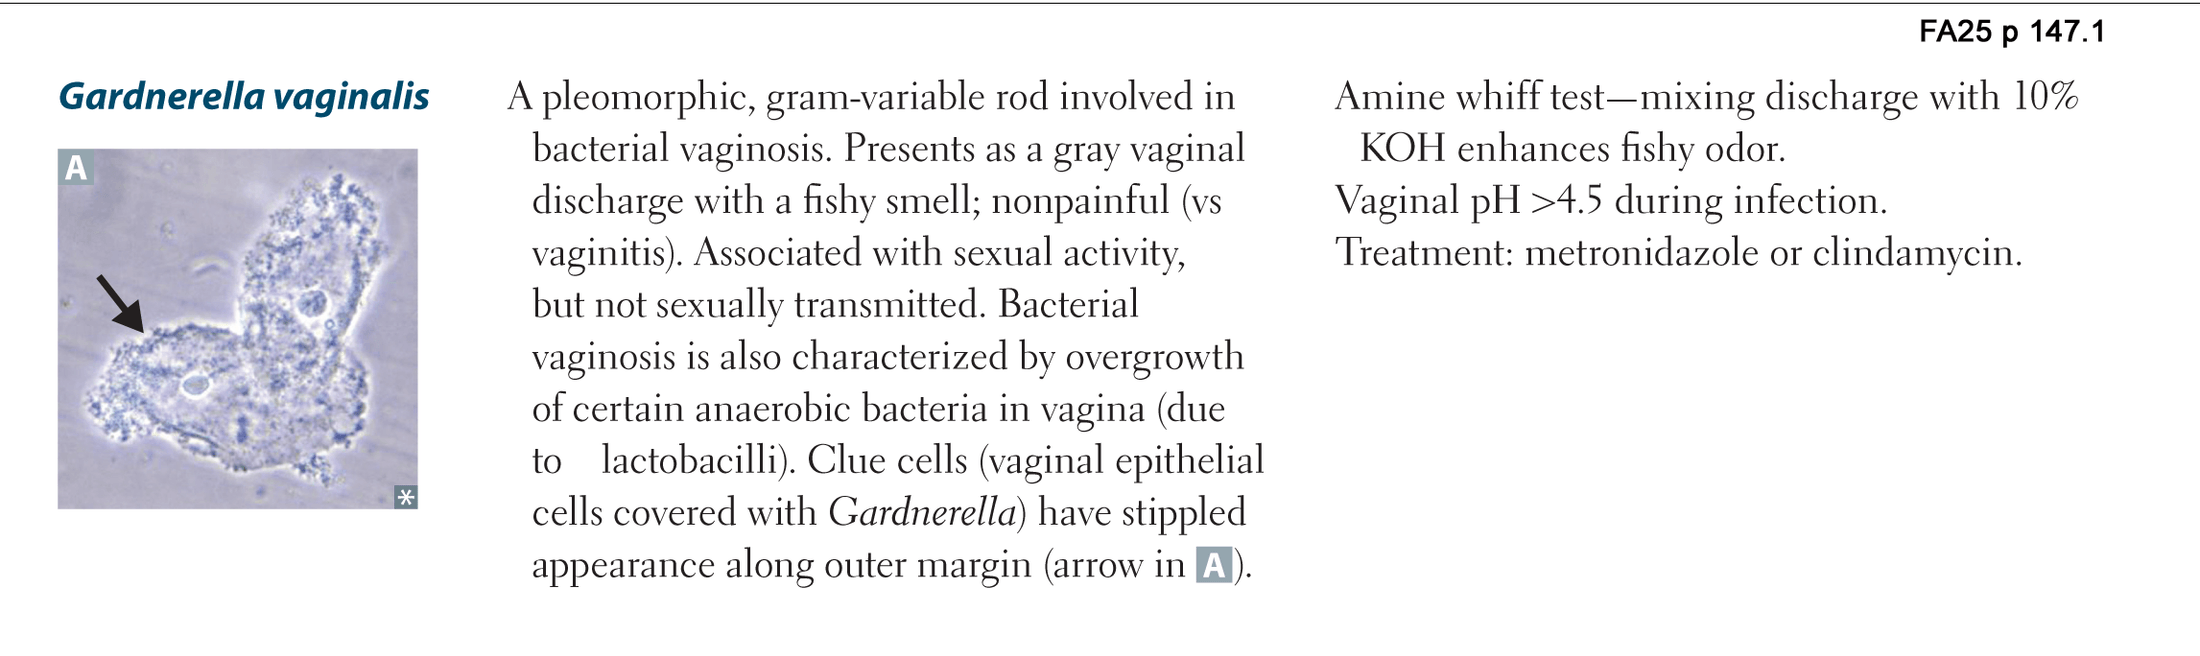 FA25 p 147.1
Gardnerella vaginalis
A
*
A pleomorphic, gram-variable rod involved in
bacterial vaginosis. Presents as a gray vaginal
discharge with a fishy smell; nonpainful (vs
vaginitis). Associated with sexual activity,
but not sexually transmitted. Bacterial
vaginosis is also characterized by overgrowth
of certain anaerobic bacteria in vagina (due
to lactobacilli). Clue cells (vaginal epithelial
cells covered with Gardnerella) have stippled
appearance along outer margin (arrow in A).
Amine whiff test—mixing discharge with 10%
KOH enhances fishy odor.
Vaginal pH >4.5 during infection.
Treatment: metronidazole or clindamycin.